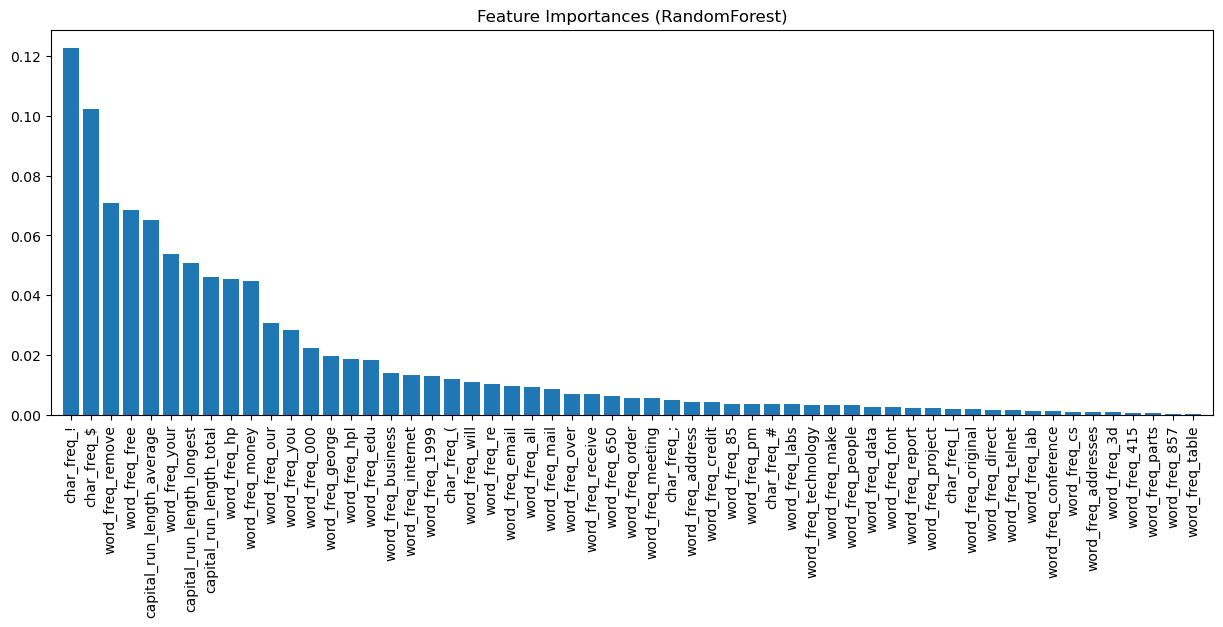 Feature Importances (RandomForest)
0.12
0.10
0.08
0.06
0.04
0.02
0.00
char_freq_!
char_freq_$
word_freq_remove
word_freq_free
capital_run_length_average
word_freq_your
capital_run_length_longest
capital_run_length_total
word_freq_hp
word_freq_money
word_freq_our
word_freq_you
word_freq_000
word_freq_george
word_freq_hpl
word_freq_edu
word_freq_business
word_freq_internet
word_freq_1999
char_freq_(
word_freq_will
word_freq_re
word_freq_email
word_freq_all
word_freq_mail
word_freq_over
word_freq_receive
word_freq_650
word_freq_order
word_freq_meeting
char_freq_;
word_freq_address
word_freq_credit
word_freq_85
word_freq_pm
char_freq_#
word_freq_labs
word_freq_technology
word_freq_make
word_freq_people
word_freq_data
word_freq_font
word_freq_report
word_freq_project
char_freq_[
word_freq_original
word_freq_direct
word_freq_telnet
word_freq_lab
word_freq_conference
word_freq_cs
word_freq_addresses
word_freq_3d
word_freq_415
word_freq_parts
word_freq_857
word_freq_table